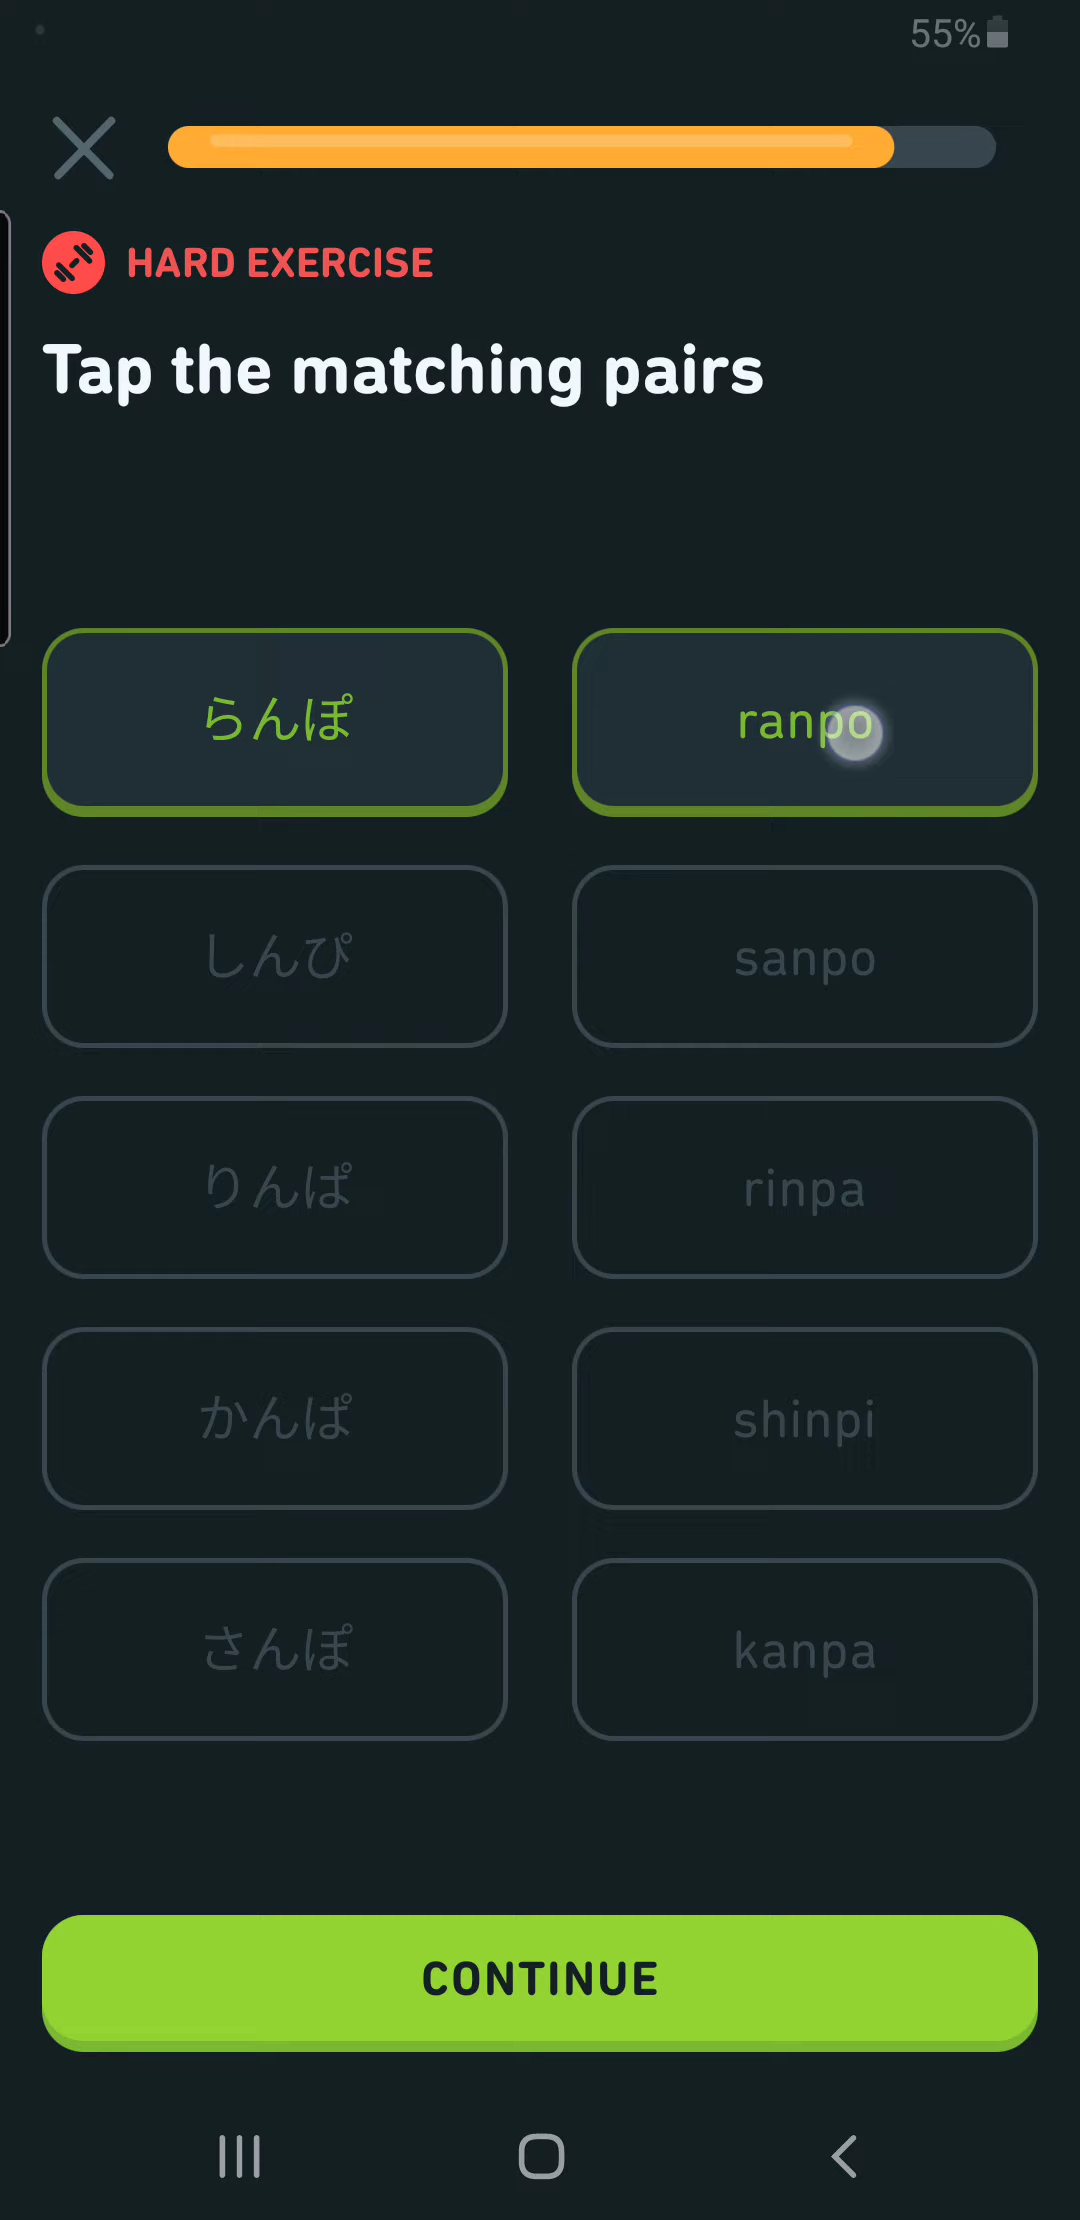 55%
HARD EXERCISE
Tap the matching pairs
らんぽ
ranpo
しんぴ
sanpo
りんぱ
rinpa
かんぱ
shinpi
さんぽ
kanpa
CONTINUE